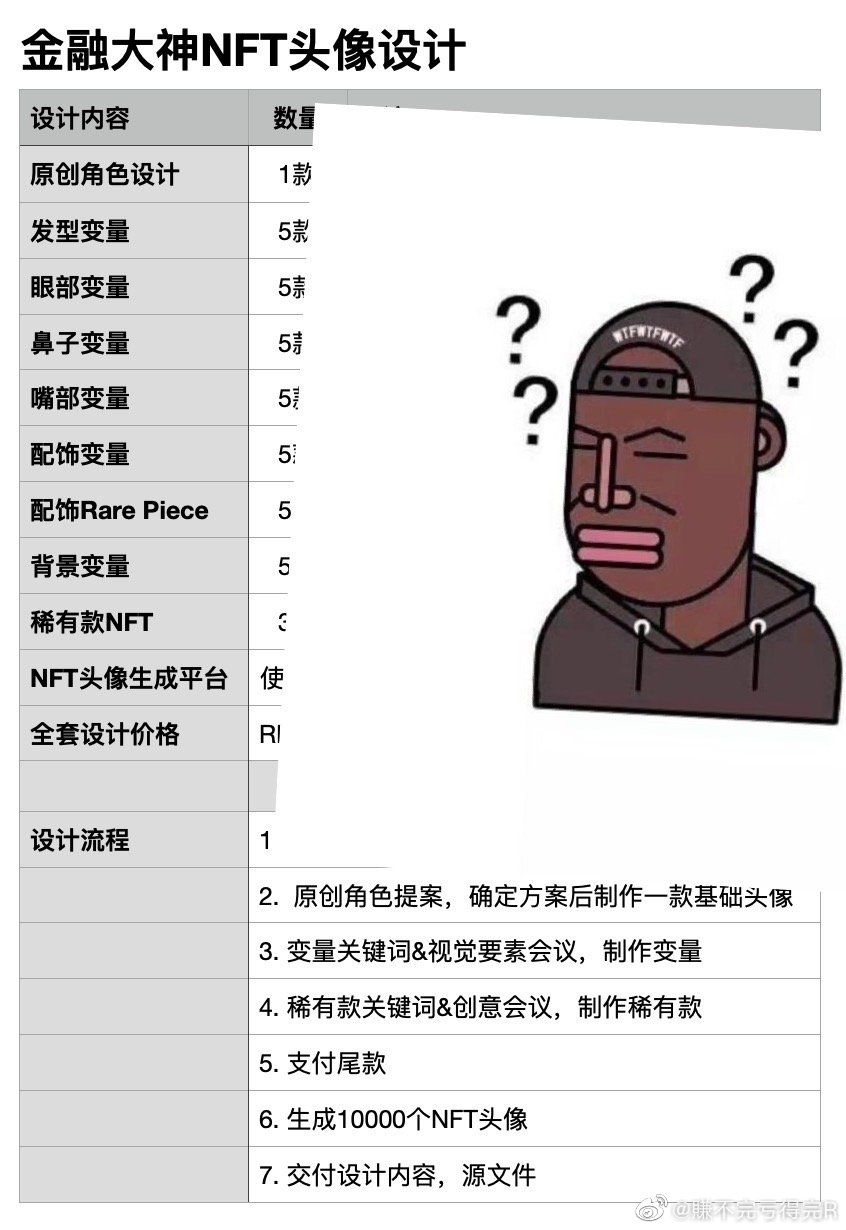 金融大神NFT头像设计
设计内容 数量
原创角色设计 1款
发型变量 5款
眼部变量 5款
鼻子变量 5款
嘴部变量 5
配饰变量 5
配饰Rare Piece 5
背景变量 5
稀有款NFT
NFT头像生成平台 使
全套设计价格
设计流程 1
2. 原创角色提案，确定方案后制作一款基础头像
3. 变量关键词&视觉要素会议，制作变量
4. 稀有款关键词&创意会议，制作稀有款
5. 支付尾款
6. 生成10000个NFT头像
7. 交付设计内容，源文件
? ? ? ?
WTFWTFWTF
@赚不完亏得完R